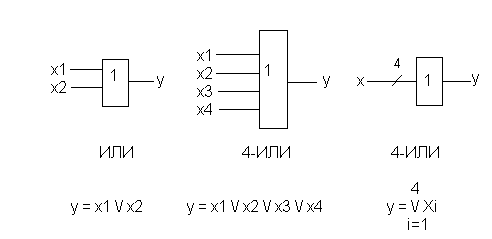 x1
x2
1
y
ИЛИ
y = x1 V x2
x1
x2
x3
x4
1
y
4-ИЛИ
y = x1 V x2 V x3 V x4
x
4
1
y
4-ИЛИ
4
y = V Xi
i=1